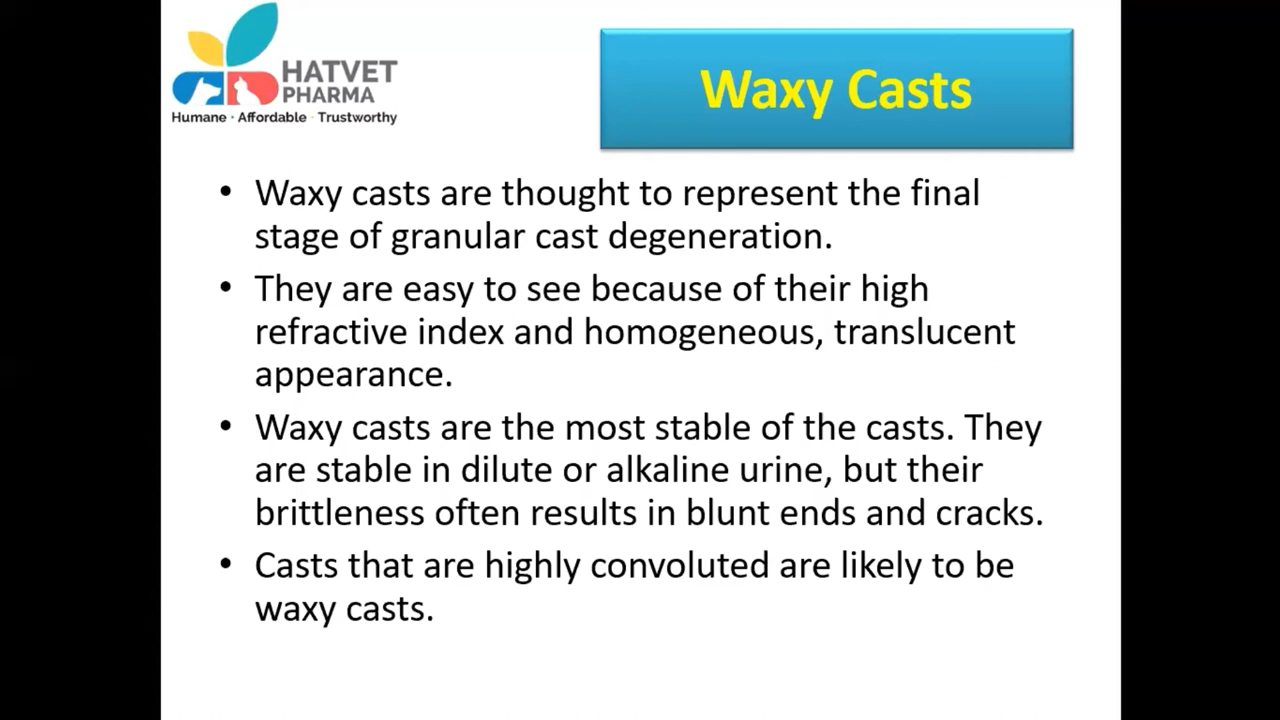 HATVET
PHARMA
Humane · Affordable · Trustworthy
Waxy Casts
• Waxy casts are thought to represent the final
stage of granular cast degeneration.
• They are easy to see because of their high
refractive index and homogeneous, translucent
appearance.
• Waxy casts are the most stable of the casts. They
are stable in dilute or alkaline urine, but their
brittleness often results in blunt ends and cracks.
• Casts that are highly convoluted are likely to be
waxy casts.